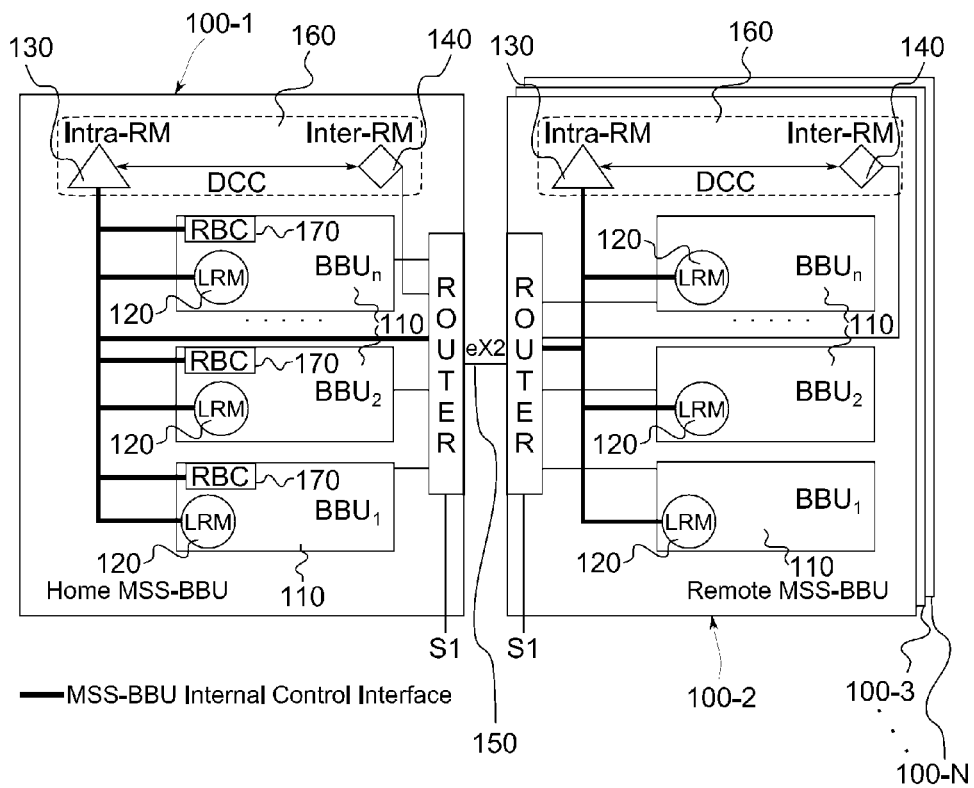 100-1
130
160
140
130
160
140
Intra-RM
Inter-RM
Intra-RM
Inter-RM
DCC
DCC
RBC
170
120
LRM
BBUn
LRM
BBUn
120
. . . . .
110
. . . . .
110
RBC
170
eX2
LRM
BBU2
LRM
BBU2
120
120
ROUTER
ROUTER
RBC
170
BBU1
BBU1
LRM
LRM
120
110
120
110
Home MSS-BBU
Remote MSS-BBU
S1
S1
MSS-BBU Internal Control Interface
100-2
100-3
150
100-N